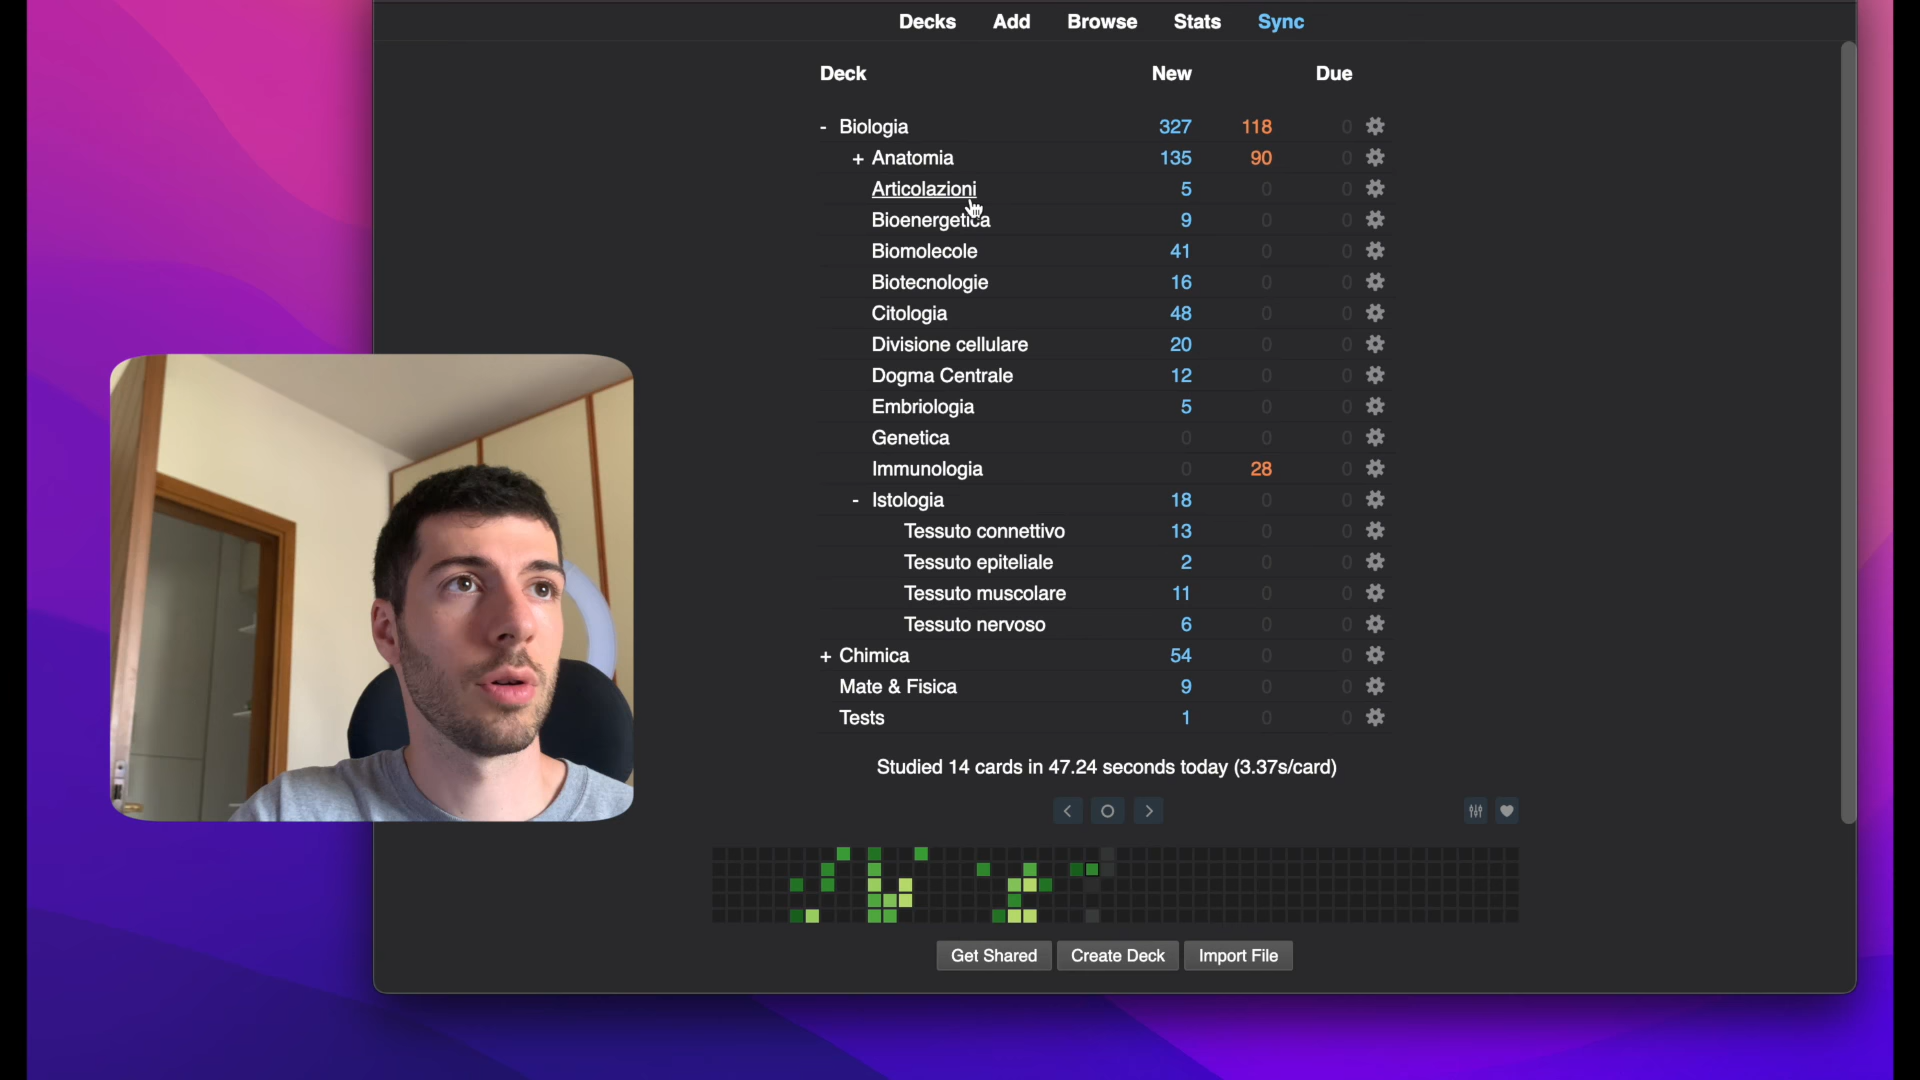 Decks Add Browse Stats Sync
Deck New Due
- Biologia 327 118 0
+ Anatomia 135 90 0
Articolazioni 5 0 0
Bioenergetica 9 0 0
Biomolecole 41 0 0
Biotecnologie 16 0 0
Citologia 48 0 0
Divisione cellulare 20 0 0
Dogma Centrale 12 0 0
Embriologia 5 0 0
Genetica 0 0 0
Immunologia 0 28 0
- Istologia 18 0 0
Tessuto connettivo 13 0 0
Tessuto epiteliale 2 0 0
Tessuto muscolare 11 0 0
Tessuto nervoso 6 0 0
+ Chimica 54 0 0
Mate & Fisica 9 0 0
Tests 1 0 0
Studied 14 cards in 47.24 seconds today (3.37s/card)
Get Shared Create Deck Import File